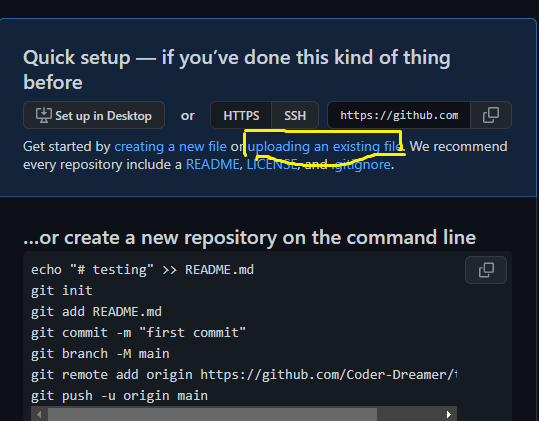 Quick setup — if you’ve done this kind of thing
before
Set up in Desktop or HTTPS SSH https://github.com
Get started by creating a new file or uploading an existing file. We recommend
every repository include a README, LICENSE, and .gitignore.
…or create a new repository on the command line
echo "# testing" >> README.md
git init
git add README.md
git commit -m "first commit"
git branch -M main
git remote add origin https://github.com/Coder-Dreamer/
git push -u origin main